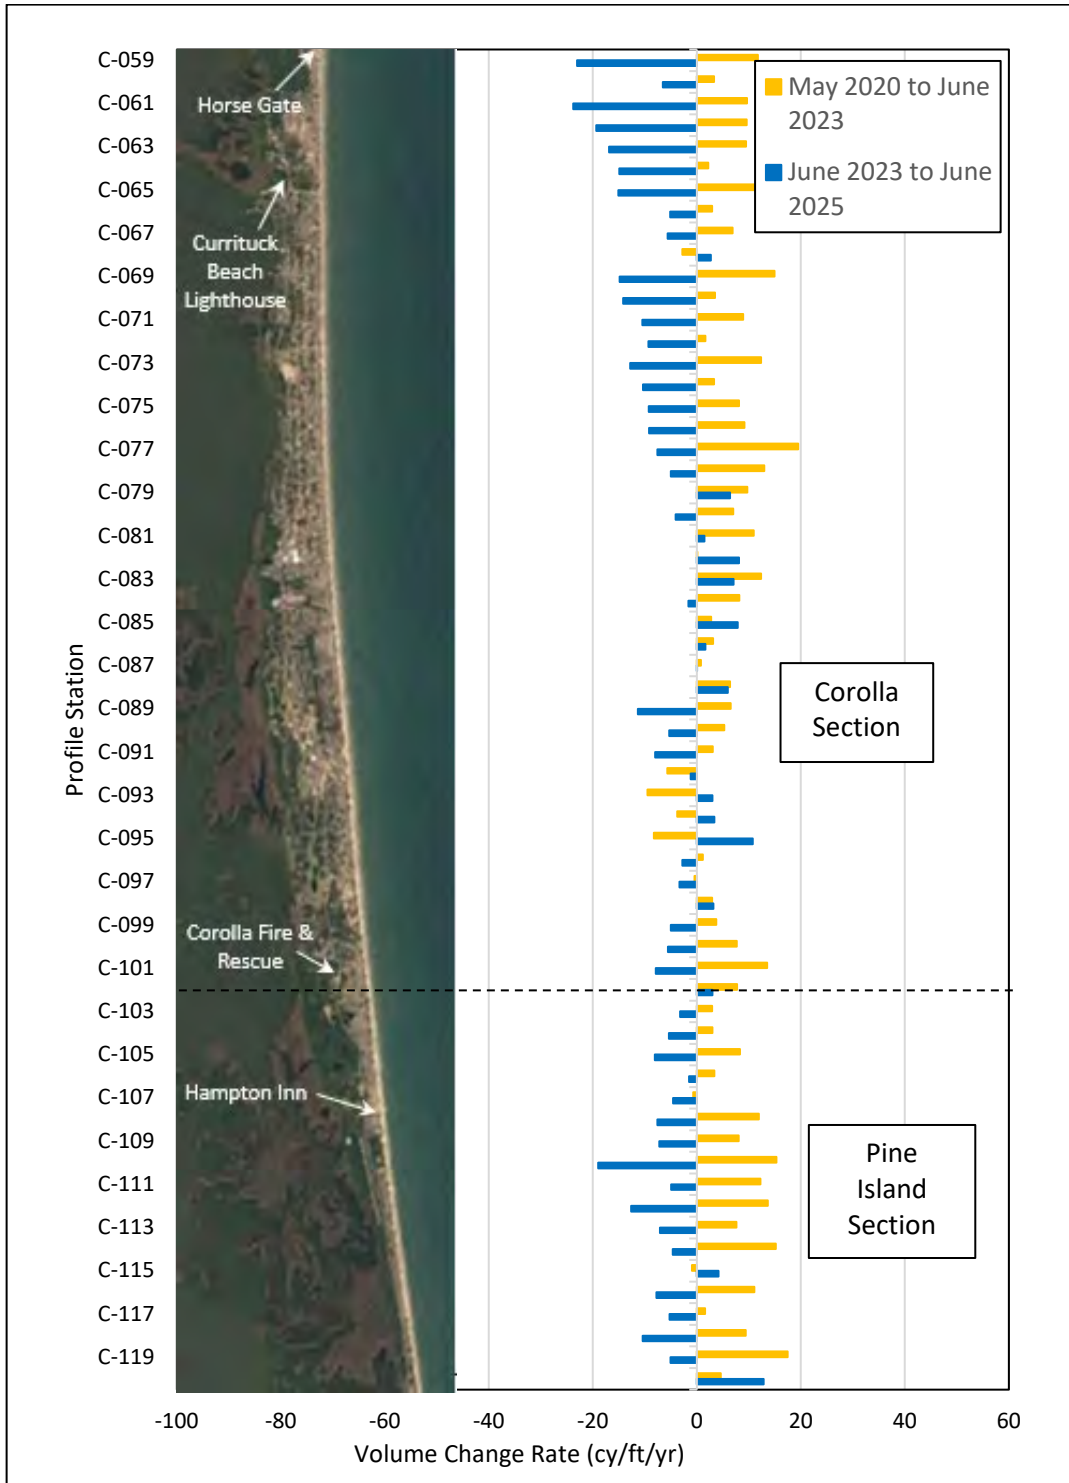 C-059
C-061
C-063
C-065
C-067
C-069
C-071
C-073
C-075
C-077
C-079
C-081
C-083
C-085
C-087
C-089
C-091
C-093
C-095
C-097
C-099
C-101
C-103
C-105
C-107
C-109
C-111
C-113
C-115
C-117
C-119
Profile Station
Horse Gate
Currituck
Beach
Lighthouse
Corolla Fire &
Rescue
Hampton Inn
May 2020 to June
2023
June 2023 to June
2025
Corolla
Section
Pine
Island
Section
-100 -80 -60 -40 -20 0 20 40 60
Volume Change Rate (cy/ft/yr)